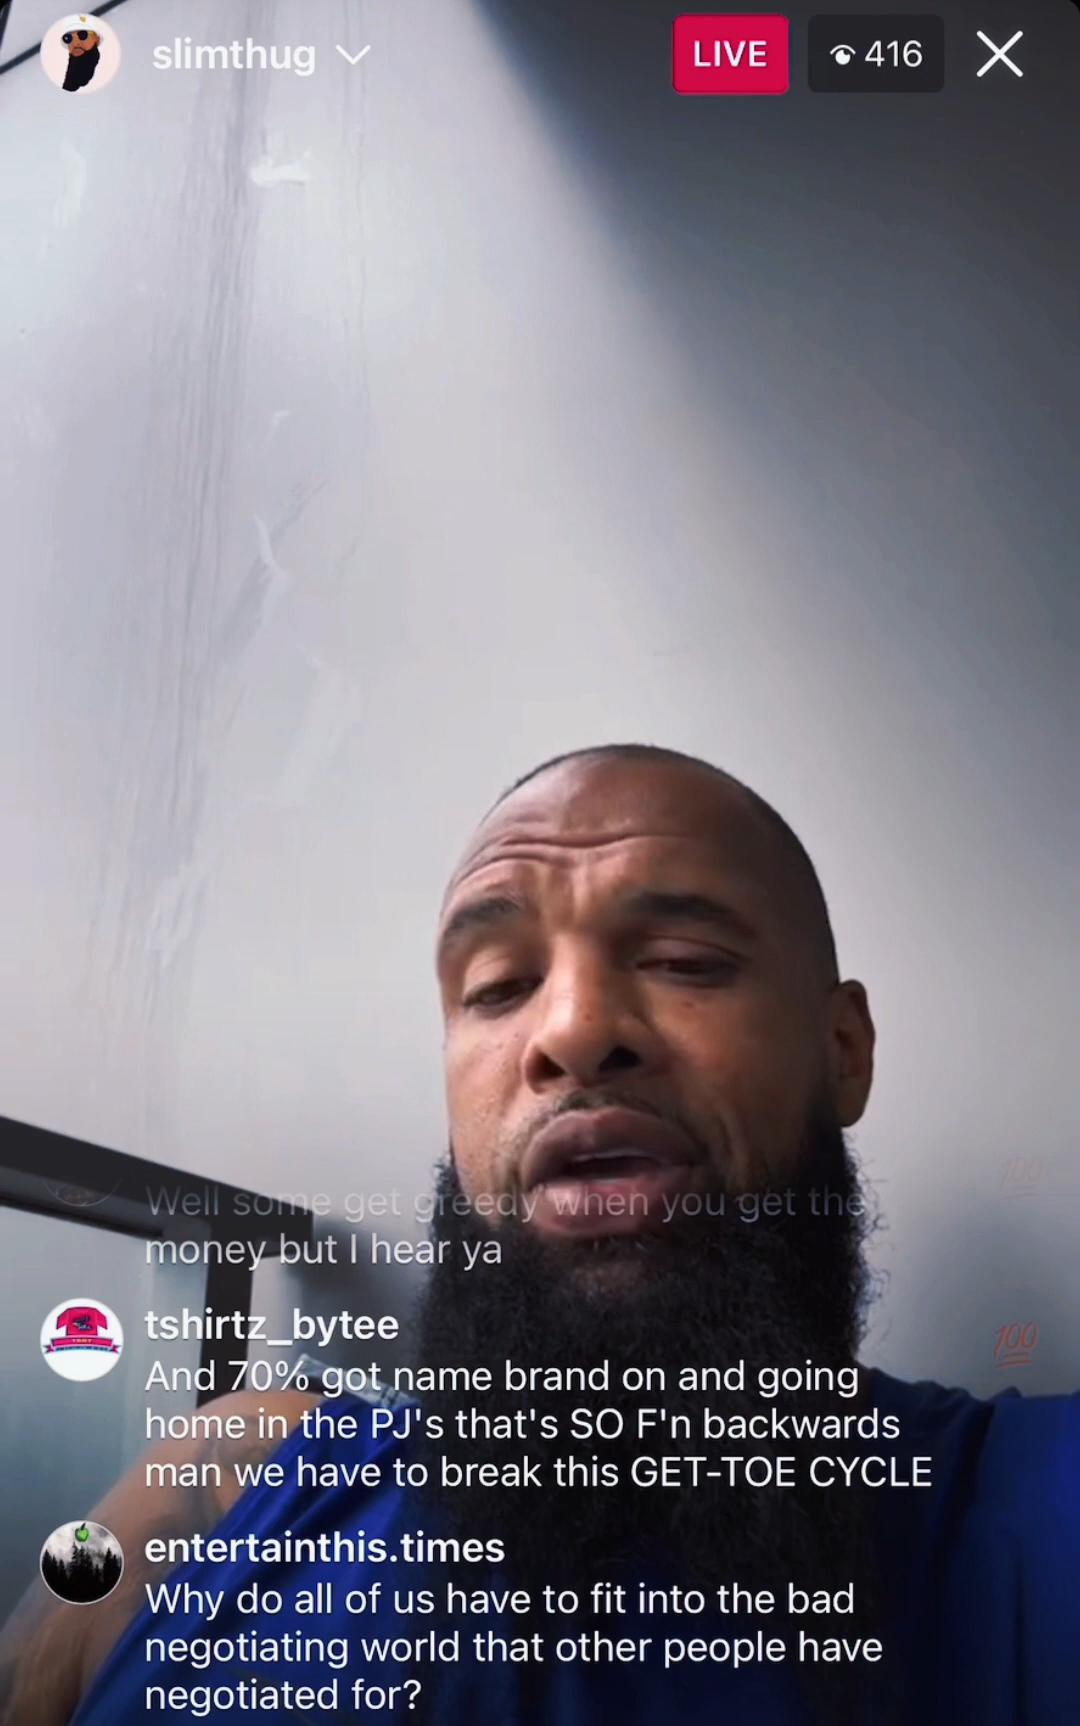 slimthug
LIVE
416
Well some get greedy when you get the
money but I hear ya
tshirtz_bytee
And 70% got name brand on and going
home in the PJ's that's SO F'n backwards
man we have to break this GET-TOE CYCLE
entertainthis.times
Why do all of us have to fit into the bad
negotiating world that other people have
negotiated for?
100
100